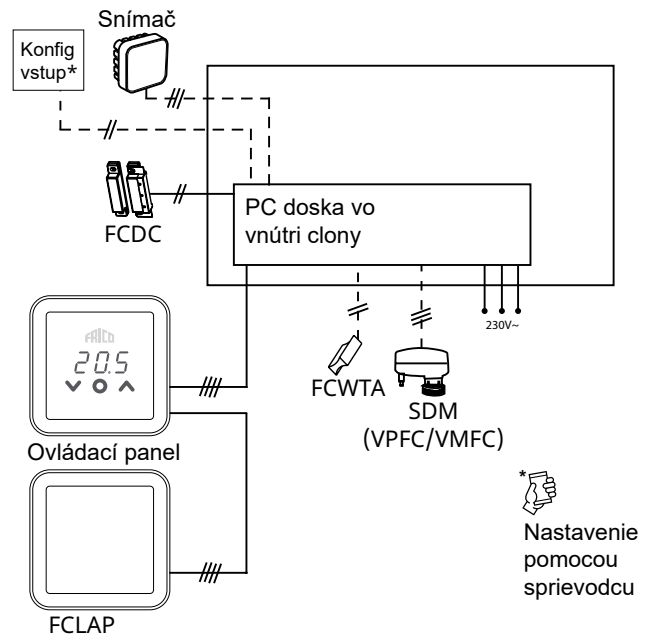 Snímač
Konfig
vstup*
FCDC
PC doska vo
vnútri clony
230V~
FRICO
20.5
FCWTA
SDM
(VPFC/VMFC)
Ovládací panel
*
Nastavenie
pomocou
sprievodcu
FCLAP